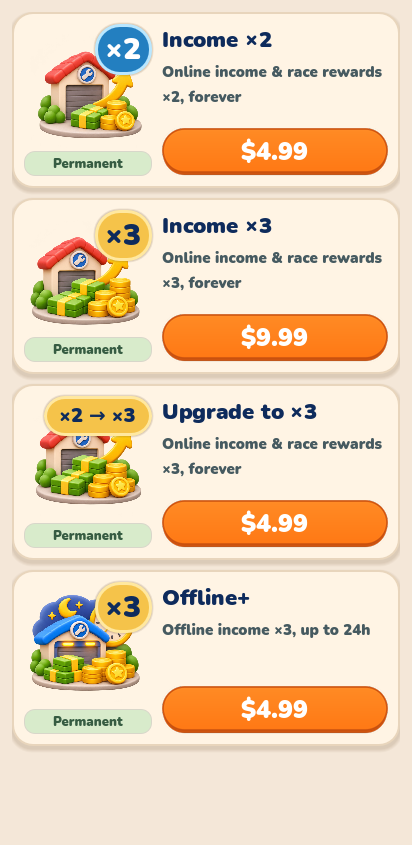 ×2
Income ×2
Online income & race rewards
×2, forever
Permanent
$4.99
×3
Income ×3
Online income & race rewards
×3, forever
Permanent
$9.99
×2 → ×3
Upgrade to ×3
Online income & race rewards
×3, forever
Permanent
$4.99
×3
Offline+
Offline income ×3, up to 24h
Permanent
$4.99